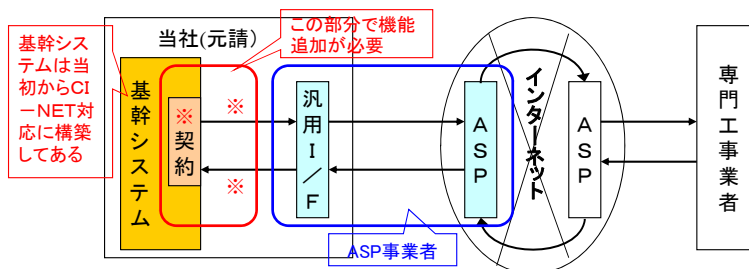 基幹システムは当初からCI－NET対応に構築してある
当社(元請)
この部分で機能追加が必要
基幹システム
※契約
※
※
汎用I／F
ASP
インターネット
ASP
専門工事業者
ASP事業者